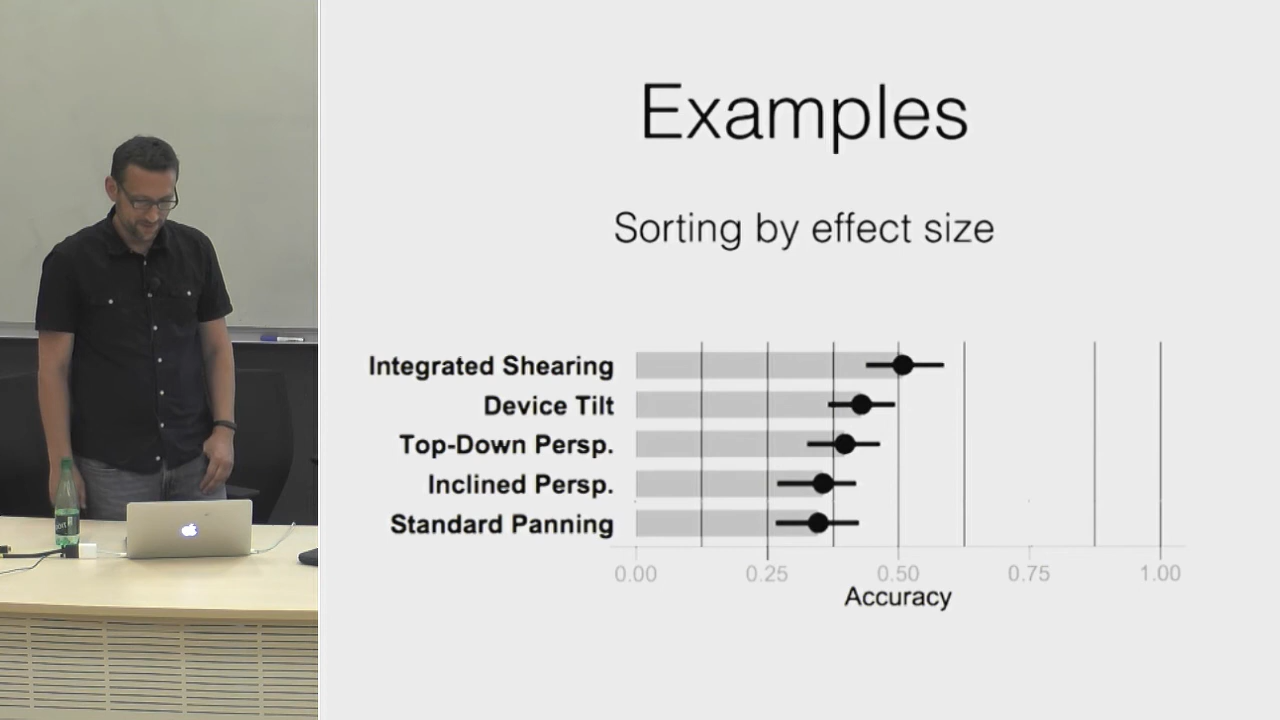 Examples
Sorting by effect size
Integrated Shearing
Device Tilt
Top-Down Persp.
Inclined Persp.
Standard Panning
0.00 0.25 0.50 0.75 1.00
Accuracy